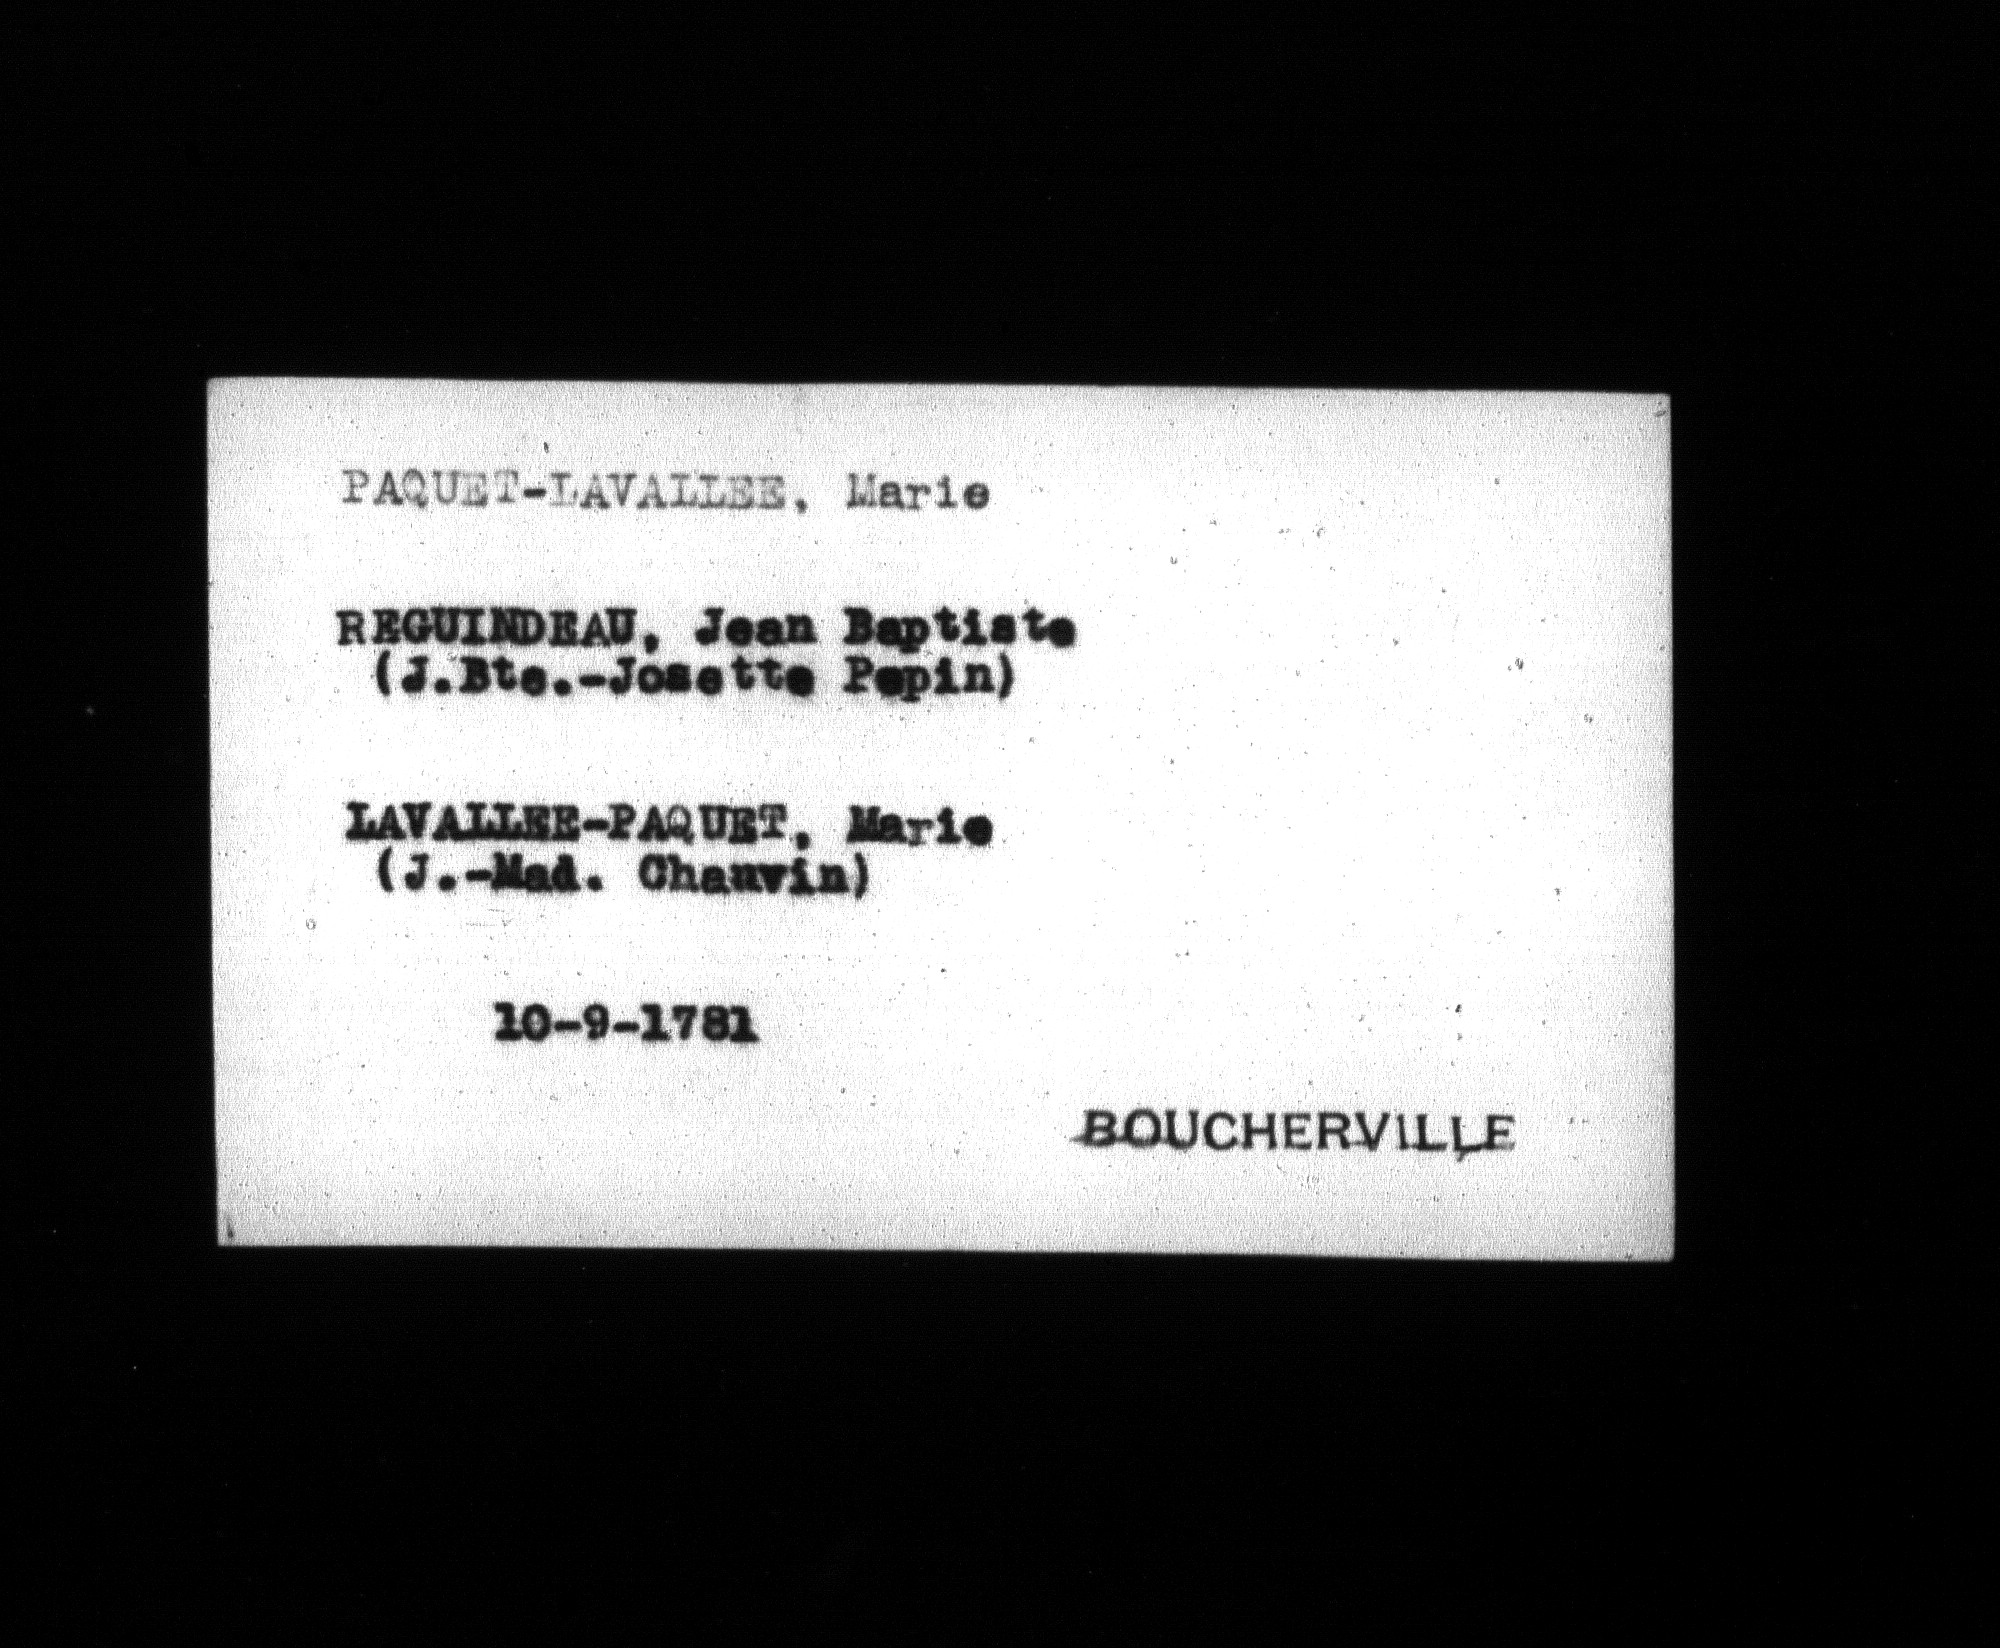 PAQUET-LAVALLEE, Marie
REGUINDEAU, Jean Baptiste
(J.Bte.-Josette Pepin)
LAVALLEE-PAQUET, Marie
(J.-Mad. Chauvin)
10-9-1781
BOUCHERVILLE